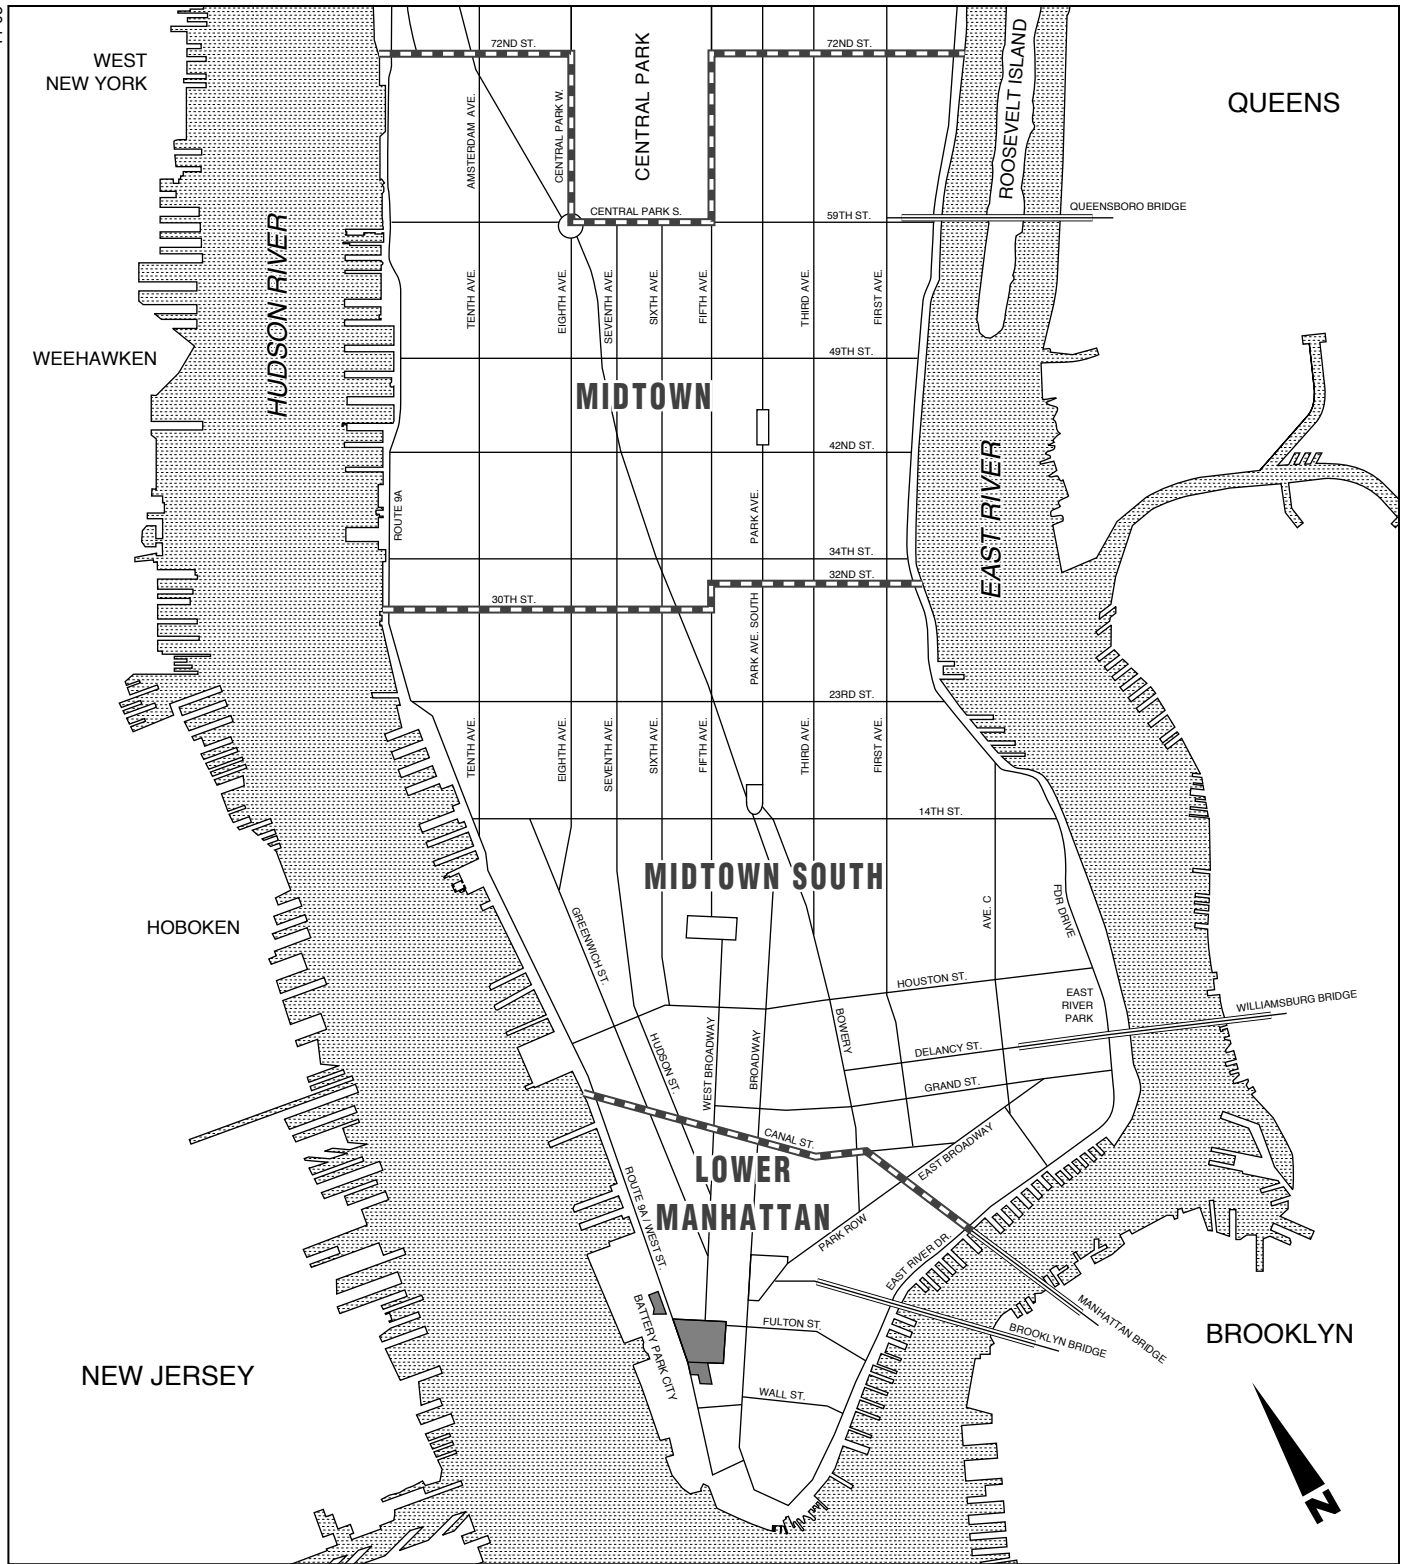 WEST
NEW YORK
72ND ST.
72ND ST.
CENTRAL PARK
ROOSEVELT ISLAND
QUEENS
AMSTERDAM AVE.
CENTRAL PARK W.
CENTRAL PARK S.
59TH ST.
QUEENSBORO BRIDGE
HUDSON RIVER
TENTH AVE.
EIGHTH AVE.
SEVENTH AVE.
SIXTH AVE.
FIFTH AVE.
THIRD AVE.
FIRST AVE.
WEEHAWKEN
49TH ST.
MIDTOWN
42ND ST.
ROUTE 9A
PARK AVE.
EAST RIVER
34TH ST.
32ND ST.
30TH ST.
PARK AVE. SOUTH
23RD ST.
TENTH AVE.
EIGHTH AVE.
SEVENTH AVE.
SIXTH AVE.
FIFTH AVE.
THIRD AVE.
FIRST AVE.
14TH ST.
MIDTOWN SOUTH
HOBOKEN
GREENWICH ST.
AVE. C
FDR DRIVE
HOUSTON ST.
EAST
RIVER
PARK
WILLIAMSBURG BRIDGE
HUDSON ST.
WEST BROADWAY
BROADWAY
BOWERY
DELANCY ST.
GRAND ST.
CANAL ST.
EAST BROADWAY
LOWER
MANHATTAN
ROUTE 9A / WEST ST.
PARK ROW
EAST RIVER DR.
BATTERY PARK CITY
FULTON ST.
MANHATTAN BRIDGE
BROOKLYN BRIDGE
BROOKLYN
NEW JERSEY
WALL ST.
N